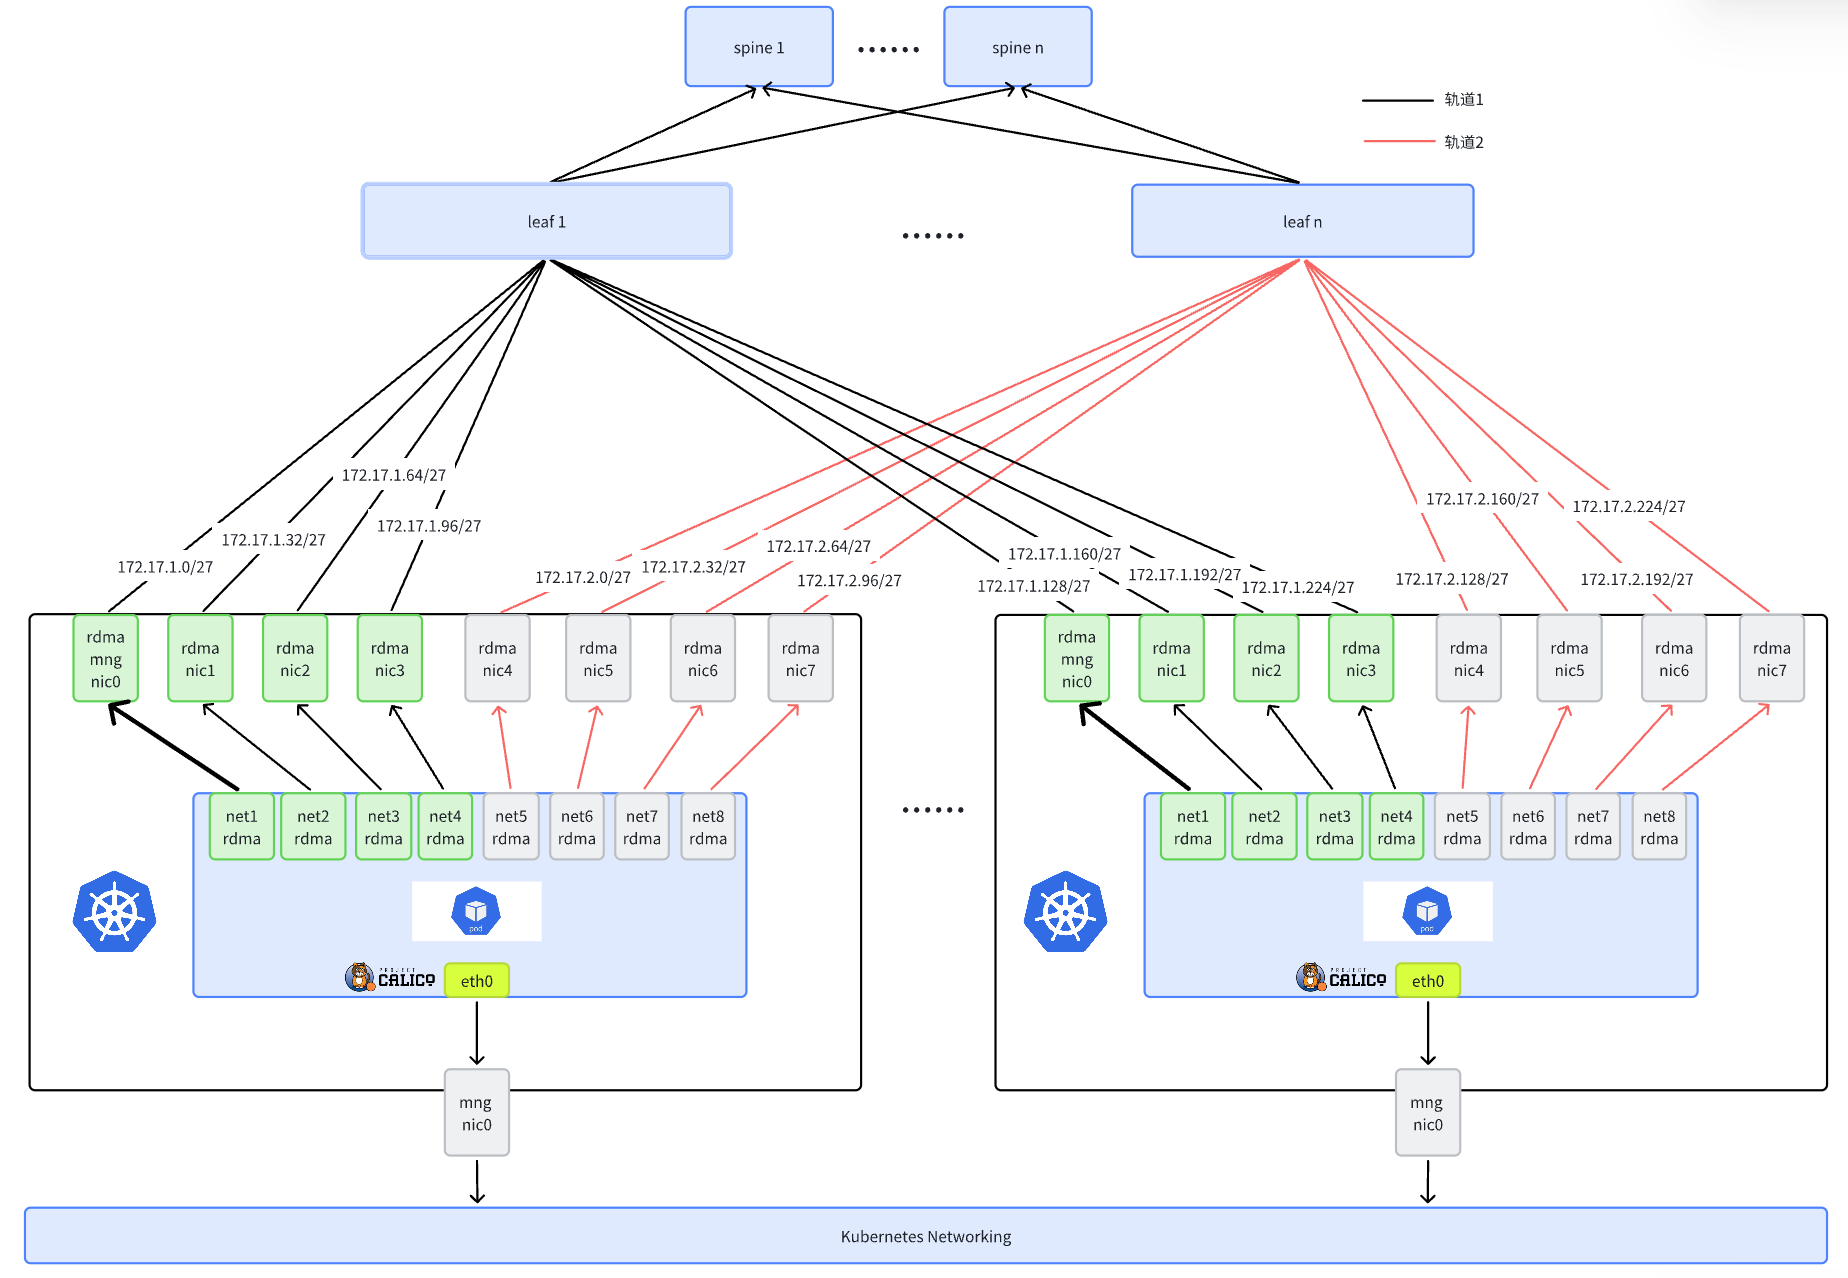 spine 1
spine n
轨道1
轨道2
leaf 1
leaf n
172.17.1.64/27
172.17.1.96/27
172.17.1.32/27
172.17.1.0/27
172.17.2.64/27
172.17.2.32/27
172.17.2.0/27
172.17.2.96/27
172.17.1.160/27
172.17.1.128/27
172.17.1.192/27
172.17.1.224/27
172.17.2.160/27
172.17.2.224/27
172.17.2.128/27
172.17.2.192/27
rdma
mng
nic0
rdma
nic1
rdma
nic2
rdma
nic3
rdma
nic4
rdma
nic5
rdma
nic6
rdma
nic7
rdma
mng
nic0
rdma
nic1
rdma
nic2
rdma
nic3
rdma
nic4
rdma
nic5
rdma
nic6
rdma
nic7
net1
rdma
net2
rdma
net3
rdma
net4
rdma
net5
rdma
net6
rdma
net7
rdma
net8
rdma
net1
rdma
net2
rdma
net3
rdma
net4
rdma
net5
rdma
net6
rdma
net7
rdma
net8
rdma
pod
pod
PROJECT
CALICO
eth0
PROJECT
CALICO
eth0
mng
nic0
mng
nic0
Kubernetes Networking